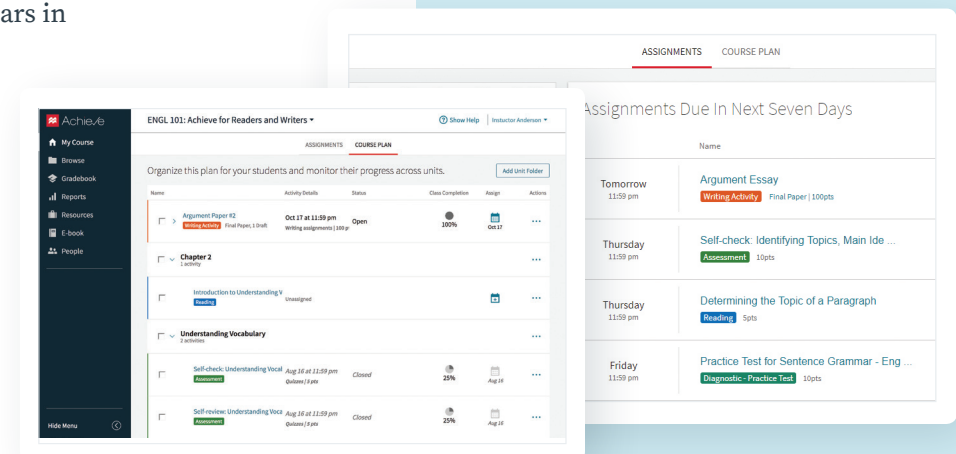 ars in
ASSIGNMENTS COURSE PLAN
Assignments Due In Next Seven Days
Name
Tomorrow
11:59 pm
Argument Essay
Writing Activity Final Paper | 100pts
Thursday
11:59 pm
Self-check: Identifying Topics, Main Ide ...
Assessment 10pts
Thursday
11:59 pm
Determining the Topic of a Paragraph
Reading 5pts
Friday
11:59 pm
Practice Test for Sentence Grammar - Eng ...
Diagnostic - Practice Test 10pts
Achieve
My Course
Browse
Gradebook
Reports
Resources
E-book
People
Hide Menu
ENGL 101: Achieve for Readers and Writers
Show Help Instuctor Anderson
ASSIGNMENTS COURSE PLAN
Organize this plan for your students and monitor their progress across units.
Add Unit Folder
Name Activity Details Status Class Completion Assign Actions
Argument Paper #2
Writing Activity Final Paper, 1 Draft
Oct 17 at 11:59 pm
Writing assignments | 100 p
Open
100%
Oct 17
...
Chapter 2
1 activity
...
Introduction to Understanding V
Reading
Unassigned
...
Understanding Vocabulary
2 activities
...
Self-check: Understanding Vocal
Assessment
Aug 16 at 11:59 pm
Quizzes | 5 pts
Closed
25%
Aug 16
...
Self-review: Understanding Voca
Assessment
Aug 16 at 11:59 pm
Quizzes | 5 pts
Closed
25%
Aug 16
...